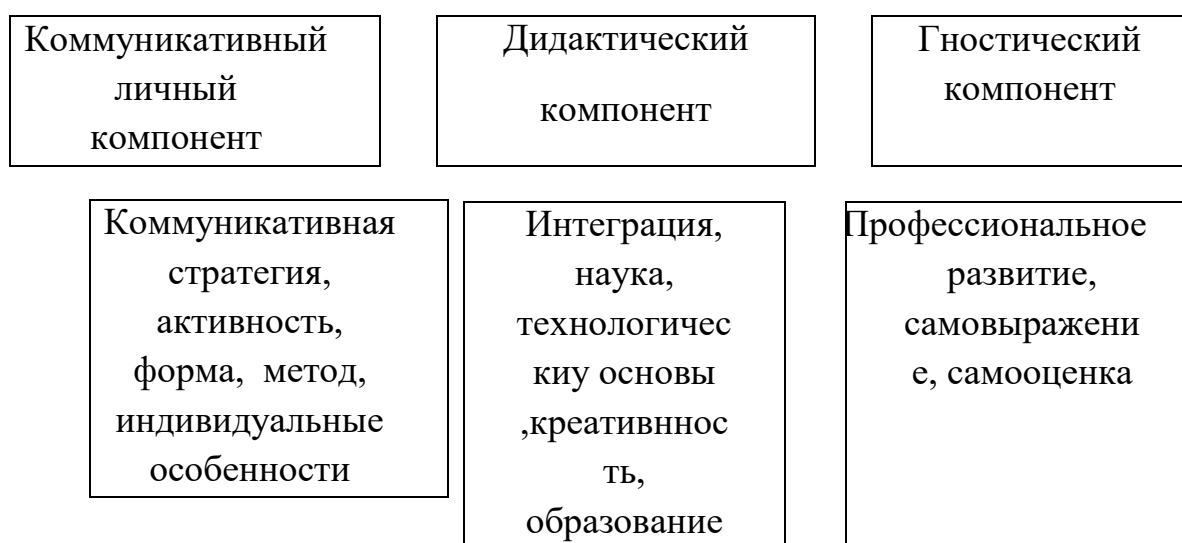 Коммуникативный
личный
компонент
Дидактический
компонент
Гностический
компонент
Коммуникативная
стратегия,
активность,
форма, метод,
индивидуальные
особенности
Интеграция,
наука,
технологичес
киу основы
,креативннос
ть,
образование
Профессиональное
развитие,
самовыражени
е, самооценка